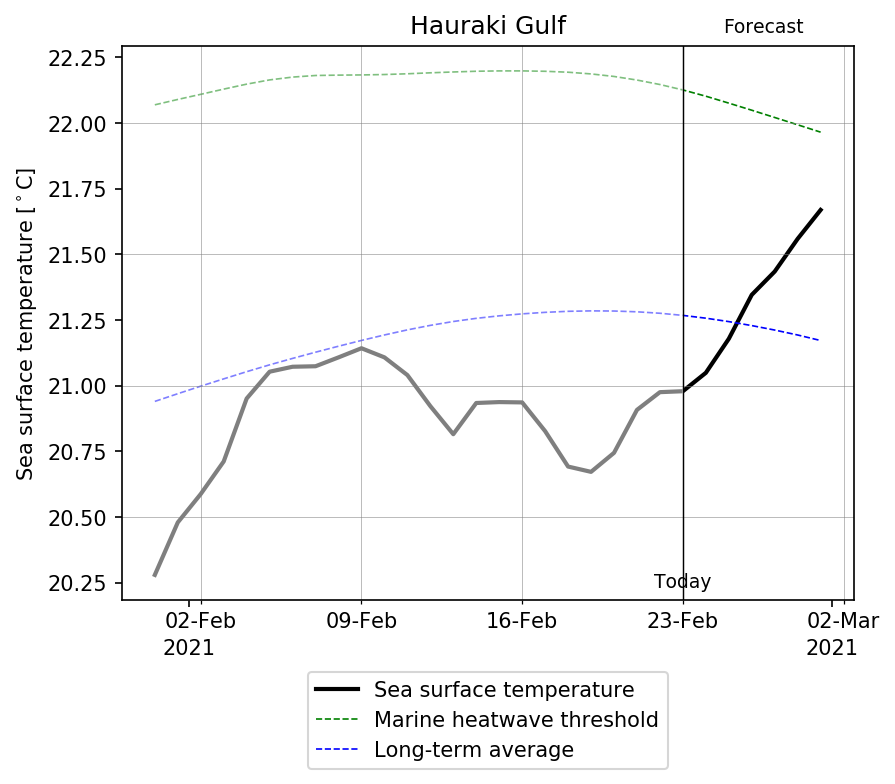 Hauraki Gulf
Forecast
22.25
22.00
21.75
21.50
21.25
21.00
20.75
20.50
20.25
Sea surface temperature [°C]
Today
02-Feb 09-Feb 16-Feb 23-Feb 02-Mar
2021 2021
Sea surface temperature
Marine heatwave threshold
Long-term average